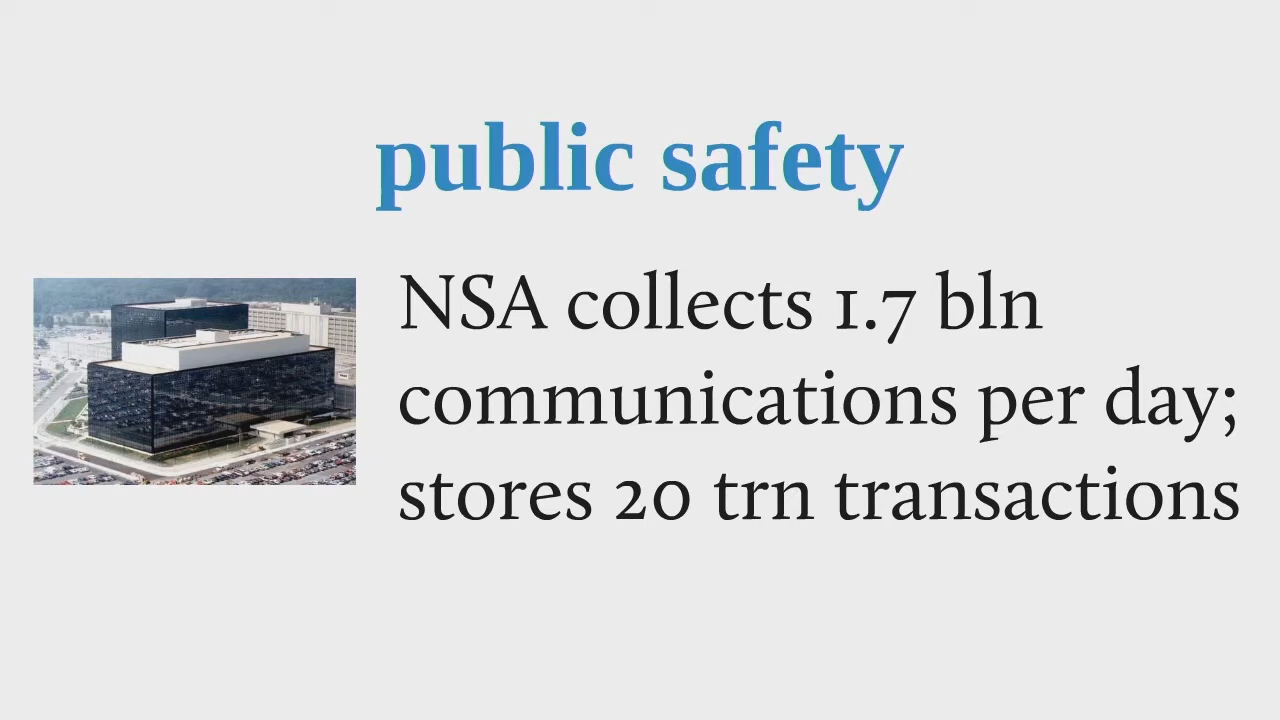 public safety
NSA collects 1.7 bln
communications per day;
stores 20 trn transactions